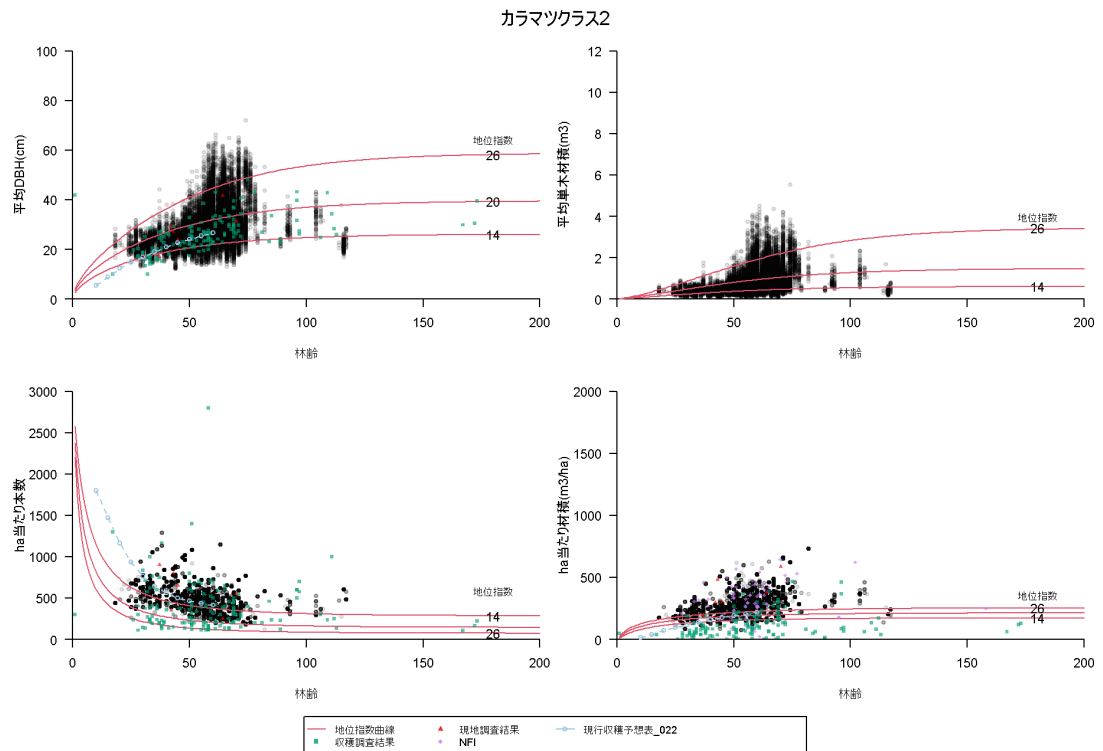 カラマツクラス2
平均DBH(cm)
100
80
60
40
20
0
地位指数
26
20
14
0 50 100 150 200
林齢
平均単木材積(m3)
12
10
8
6
4
2
0
地位指数
26
14
0 50 100 150 200
林齢
ha当たり本数
3000
2500
2000
1500
1000
500
0
地位指数
14
26
0 50 100 150 200
林齢
ha当たり材積(m3/ha)
2000
1500
1000
500
0
地位指数
26
14
0 50 100 150 200
林齢
地位指数曲線 現地調査結果 現行収穫予想表_022
収穫調査結果 NFI